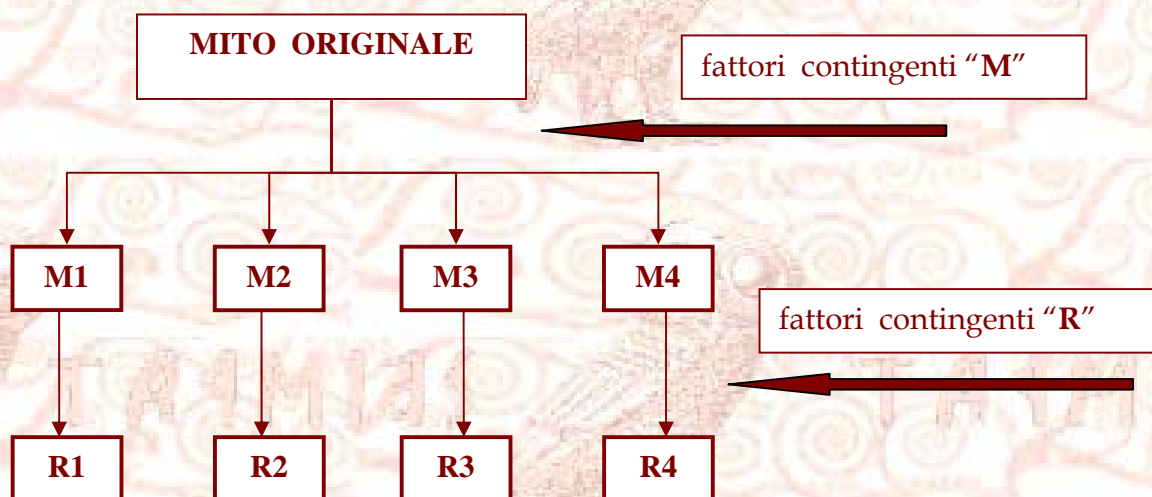 MITO ORIGINALE
fattori contingenti “M”
M1
M2
M3
M4
fattori contingenti “R”
R1
R2
R3
R4